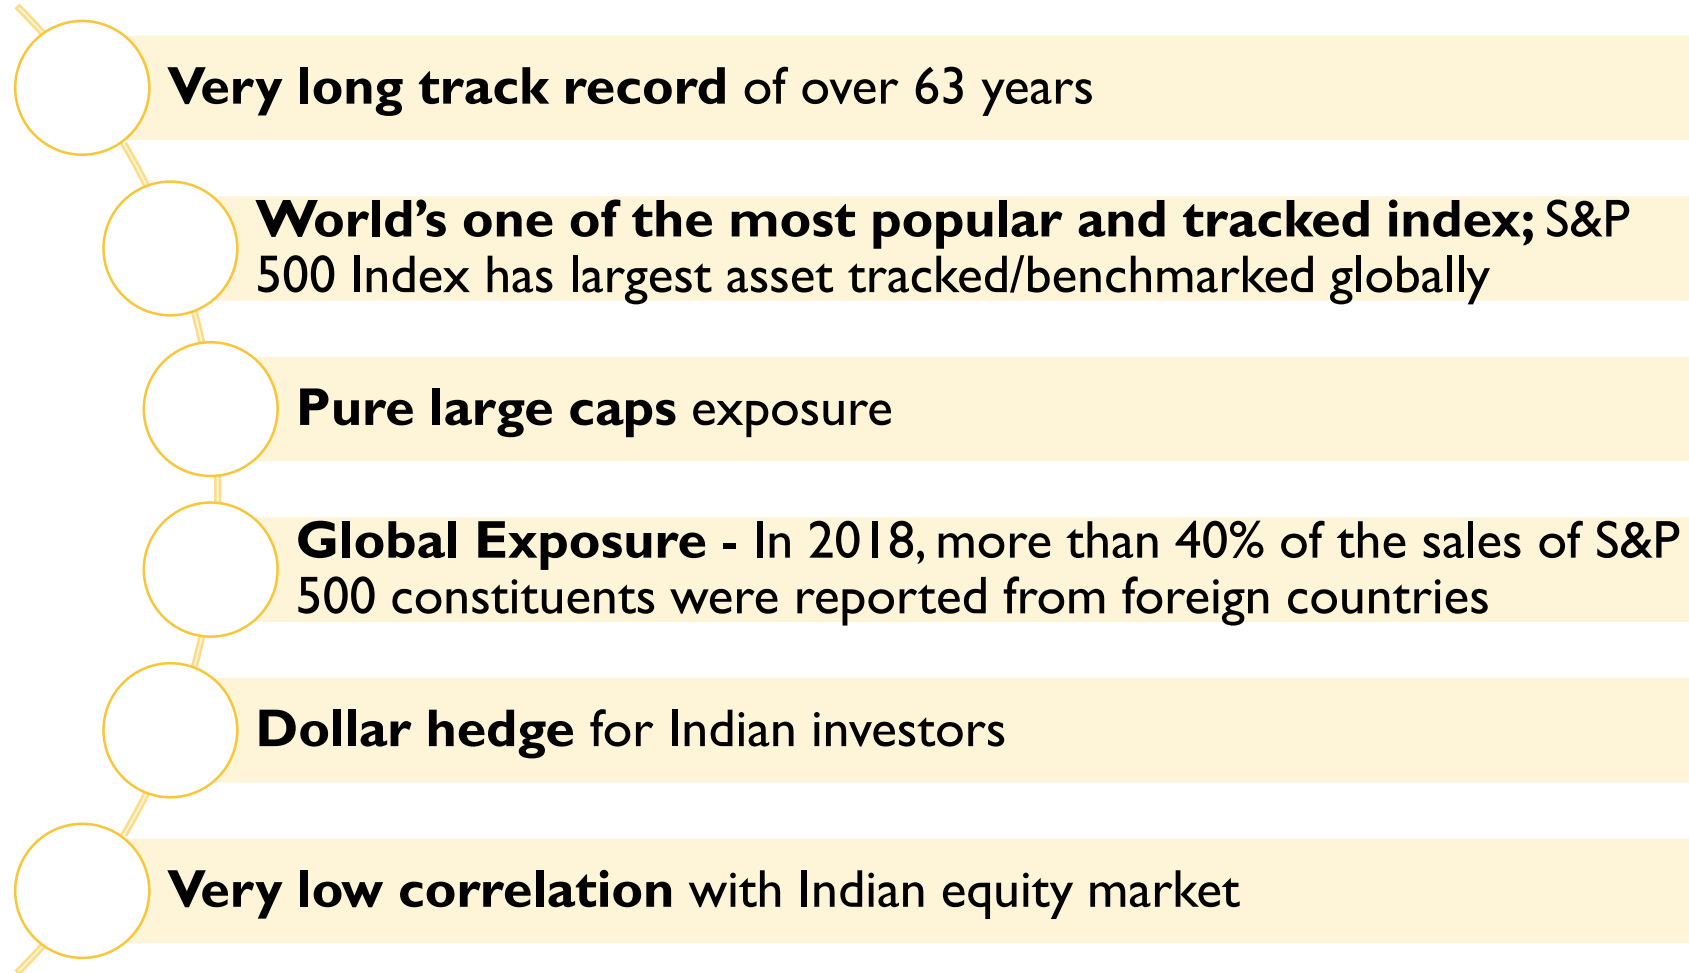 Very long track record of over 63 years
World’s one of the most popular and tracked index; S&P
500 Index has largest asset tracked/benchmarked globally
Pure large caps exposure
Global Exposure - In 2018, more than 40% of the sales of S&P
500 constituents were reported from foreign countries
Dollar hedge for Indian investors
Very low correlation with Indian equity market